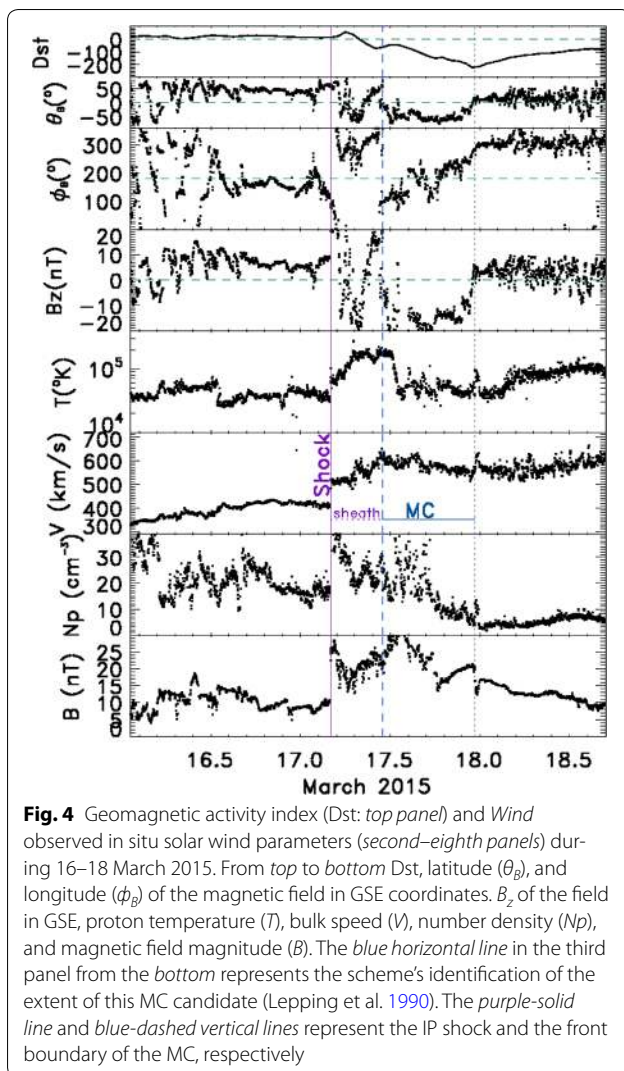 Dst
0
-100
-200
θB(°)
50
0
-50
ϕB(°)
300
200
100
Bz(nT)
20
10
0
-10
-20
T(°K)
10⁵
10⁴
V (km/s)
700
600
500
400
300
Shock
sheath
MC
Np (cm⁻³)
30
20
10
0
B (nT)
25
20
15
10
5
0
16.5
17.0
17.5
18.0
18.5
March 2015
Fig. 4 Geomagnetic activity index (Dst: top panel) and Wind
observed in situ solar wind parameters (second–eighth panels) dur-
ing 16–18 March 2015. From top to bottom Dst, latitude (θB), and
longitude (ϕB) of the magnetic field in GSE coordinates. Bz of the field
in GSE, proton temperature (T), bulk speed (V), number density (Np),
and magnetic field magnitude (B). The blue horizontal line in the third
panel from the bottom represents the scheme's identification of the
extent of this MC candidate (Lepping et al. 1990). The purple-solid
line and blue-dashed vertical lines represent the IP shock and the front
boundary of the MC, respectively